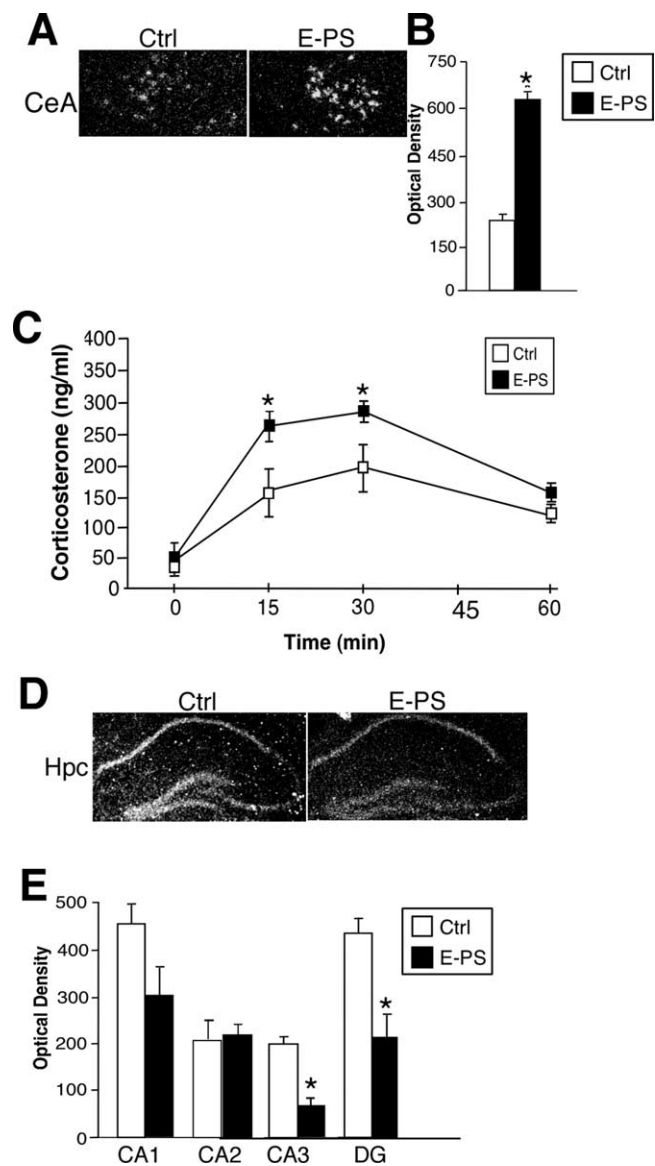 A
Ctrl
E-PS
CeA
B
750
600
450
300
150
0
Optical Density
*
Ctrl
E-PS
C
400
350
300
250
200
150
100
50
0
Corticosterone (ng/ml)
* *
Ctrl
E-PS
0 15 30 45 60
Time (min)
D
Ctrl
E-PS
Hpc
E
500
400
300
200
100
0
Optical Density
Ctrl
E-PS
*
*
CA1 CA2 CA3 DG